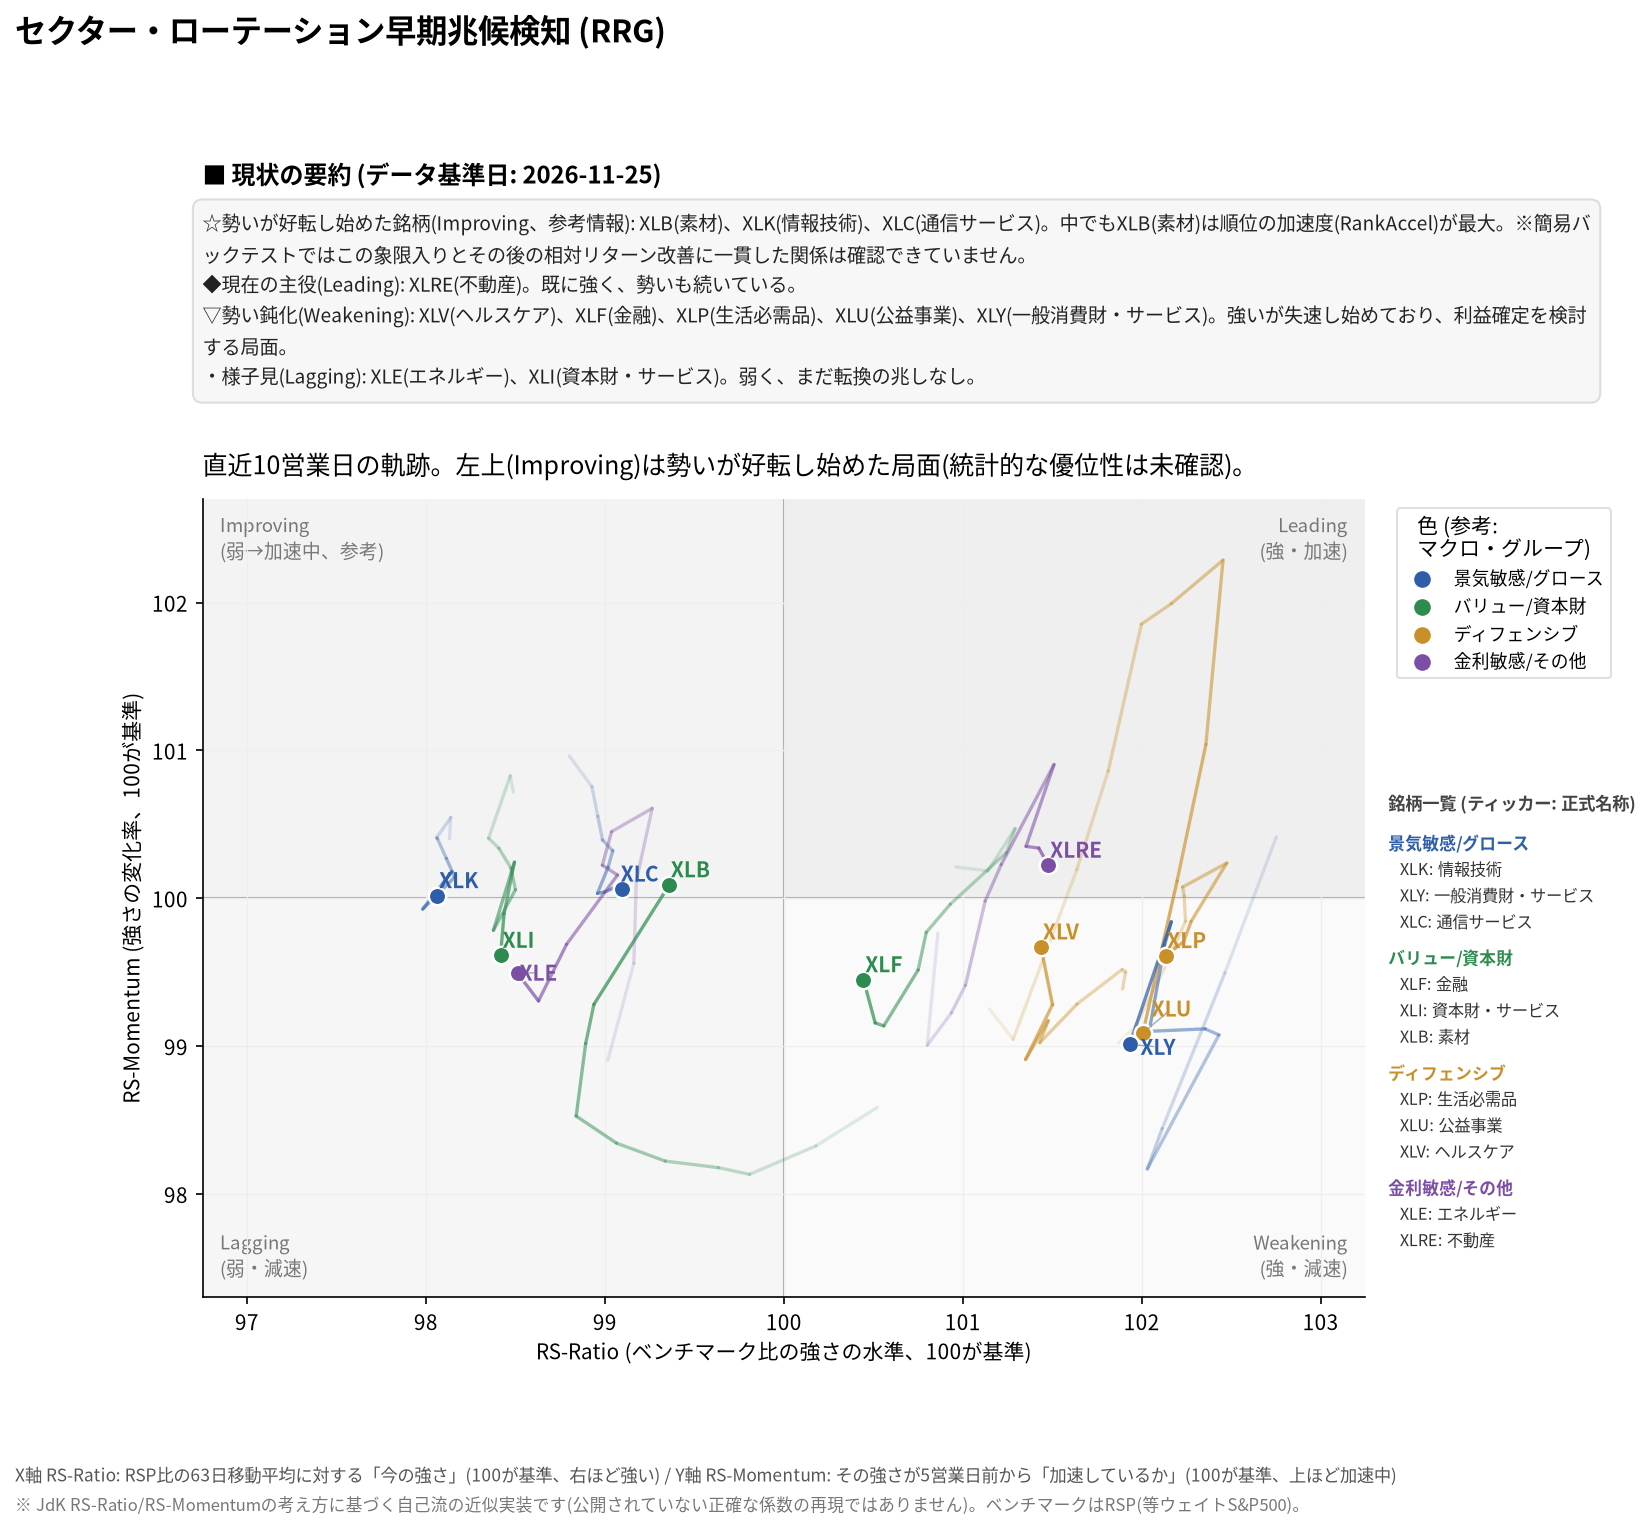 セクター・ローテーション早期兆候検知 (RRG)
■ 現状の要約 (データ基準日: 2026-11-25)
☆勢いが好転し始めた銘柄(Improving、参考情報): XLB(素材)、XLK(情報技術)、XLC(通信サービス)。中でもXLB(素材)は順位の加速度(RankAccel)が最大。※簡易バ
ックテストではこの象限入りとその後の相対リターン改善に一貫した関係は確認できていません。
◆現在の主役(Leading): XLRE(不動産)。既に強く、勢いも続いている。
▽勢い鈍化(Weakening): XLV(ヘルスケア)、XLF(金融)、XLP(生活必需品)、XLU(公益事業)、XLY(一般消費財・サービス)。強いが失速し始めており、利益確定を検討
する局面。
・様子見(Lagging): XLE(エネルギー)、XLI(資本財・サービス)。弱く、まだ転換の兆しなし。
直近10営業日の軌跡。左上(Improving)は勢いが好転し始めた局面(統計的な優位性は未確認)。
Improving
(弱→加速中、参考)
Leading
(強・加速)
Lagging
(弱・減速)
Weakening
(強・減速)
XLK
XLC
XLB
XLI
XLE
XLF
XLRE
XLV
XLP
XLU
XLY
102
101
100
99
98
RS-Momentum (強さの変化率、100が基準)
97
98
99
100
101
102
103
RS-Ratio (ベンチマーク比の強さの水準、100が基準)
色 (参考:
マクロ・グループ)
景気敏感/グロース
バリュー/資本財
ディフェンシブ
金利敏感/その他
銘柄一覧 (ティッカー: 正式名称)
景気敏感/グロース
XLK: 情報技術
XLY: 一般消費財・サービス
XLC: 通信サービス
バリュー/資本財
XLF: 金融
XLI: 資本財・サービス
XLB: 素材
ディフェンシブ
XLP: 生活必需品
XLU: 公益事業
XLV: ヘルスケア
金利敏感/その他
XLE: エネルギー
XLRE: 不動産
X軸 RS-Ratio: RSP比の63日移動平均に対する「今の強さ」(100が基準、右ほど強い) / Y軸 RS-Momentum: その強さが5営業日前から「加速しているか」(100が基準、上ほど加速中)
※ JdK RS-Ratio/RS-Momentumの考え方に基づく自己流の近似実装です(公開されていない正確な係数の再現ではありません)。ベンチマークはRSP(等ウェイトS&P500)。